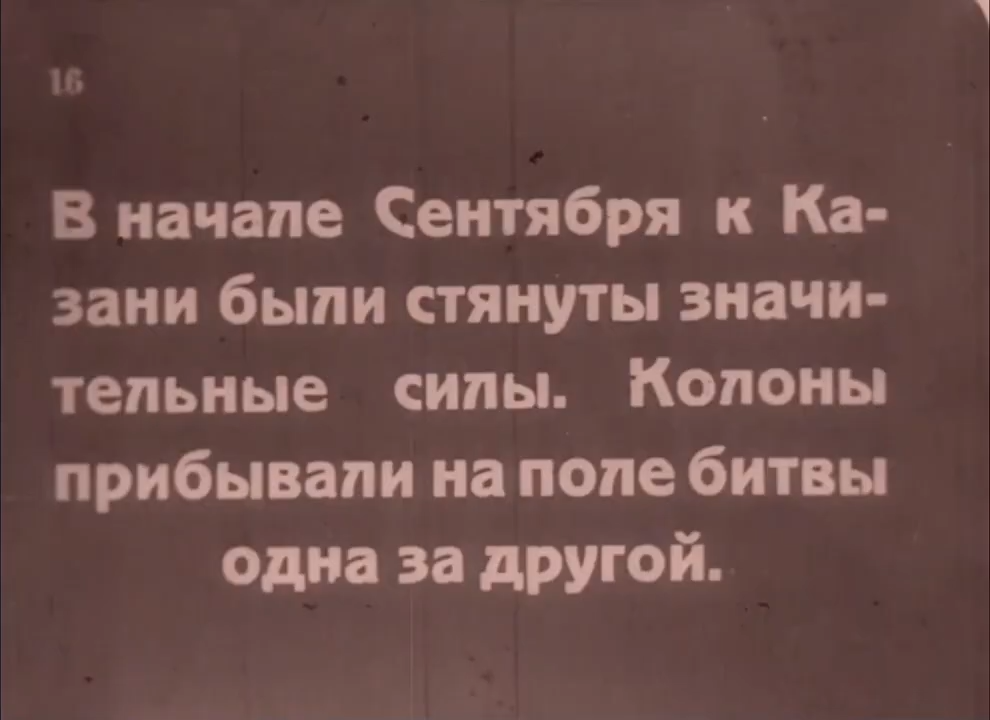 16
В начале Сентября к Ка-
зани были стянуты значи-
тельные силы. Колоны
прибывали на поле битвы
одна за другой.